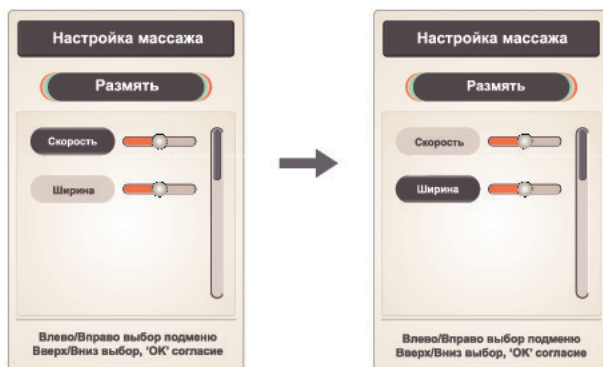 Настройка массажа
Размять
Скорость
Ширина
Влево/Вправо выбор подменю
Вверх/Вниз выбор, 'OK' согласие
Настройка массажа
Размять
Скорость
Ширина
Влево/Вправо выбор подменю
Вверх/Вниз выбор, 'OK' согласие